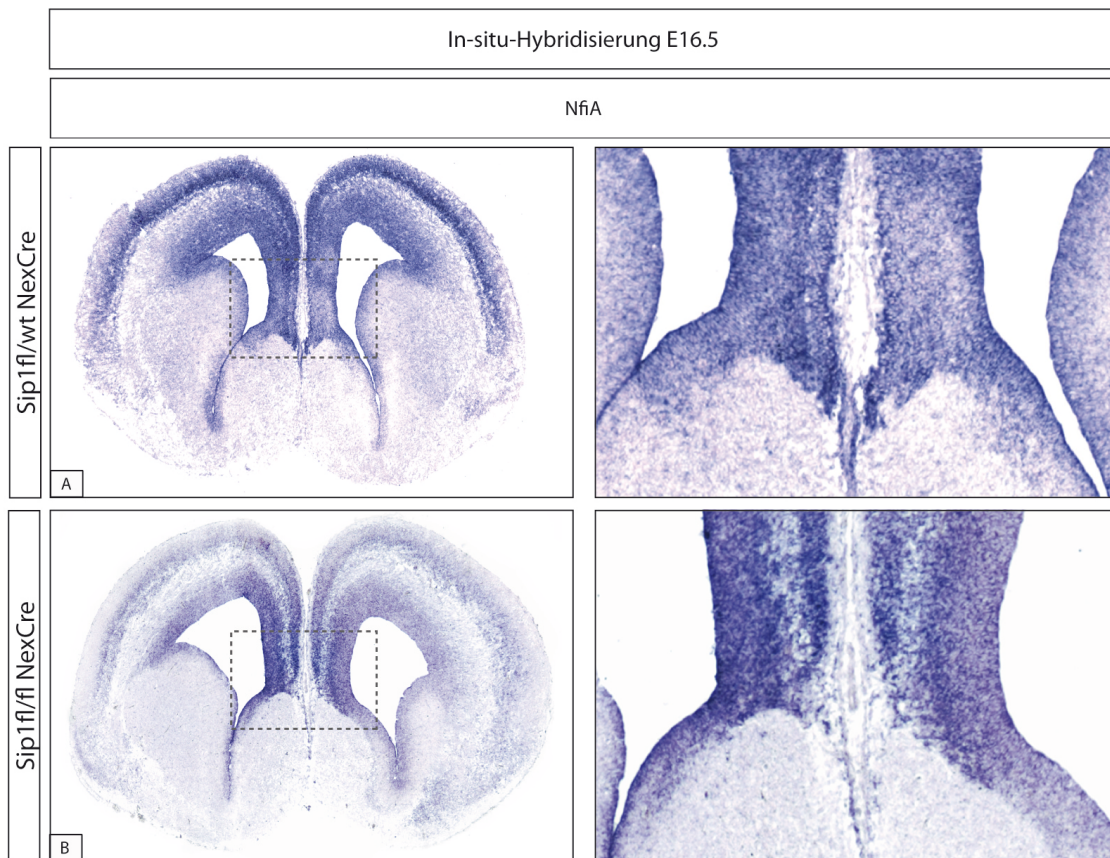 In-situ-Hybridisierung E16.5
NfiA
Sip1fl/wt NexCre
A
Sip1fl/fl NexCre
B